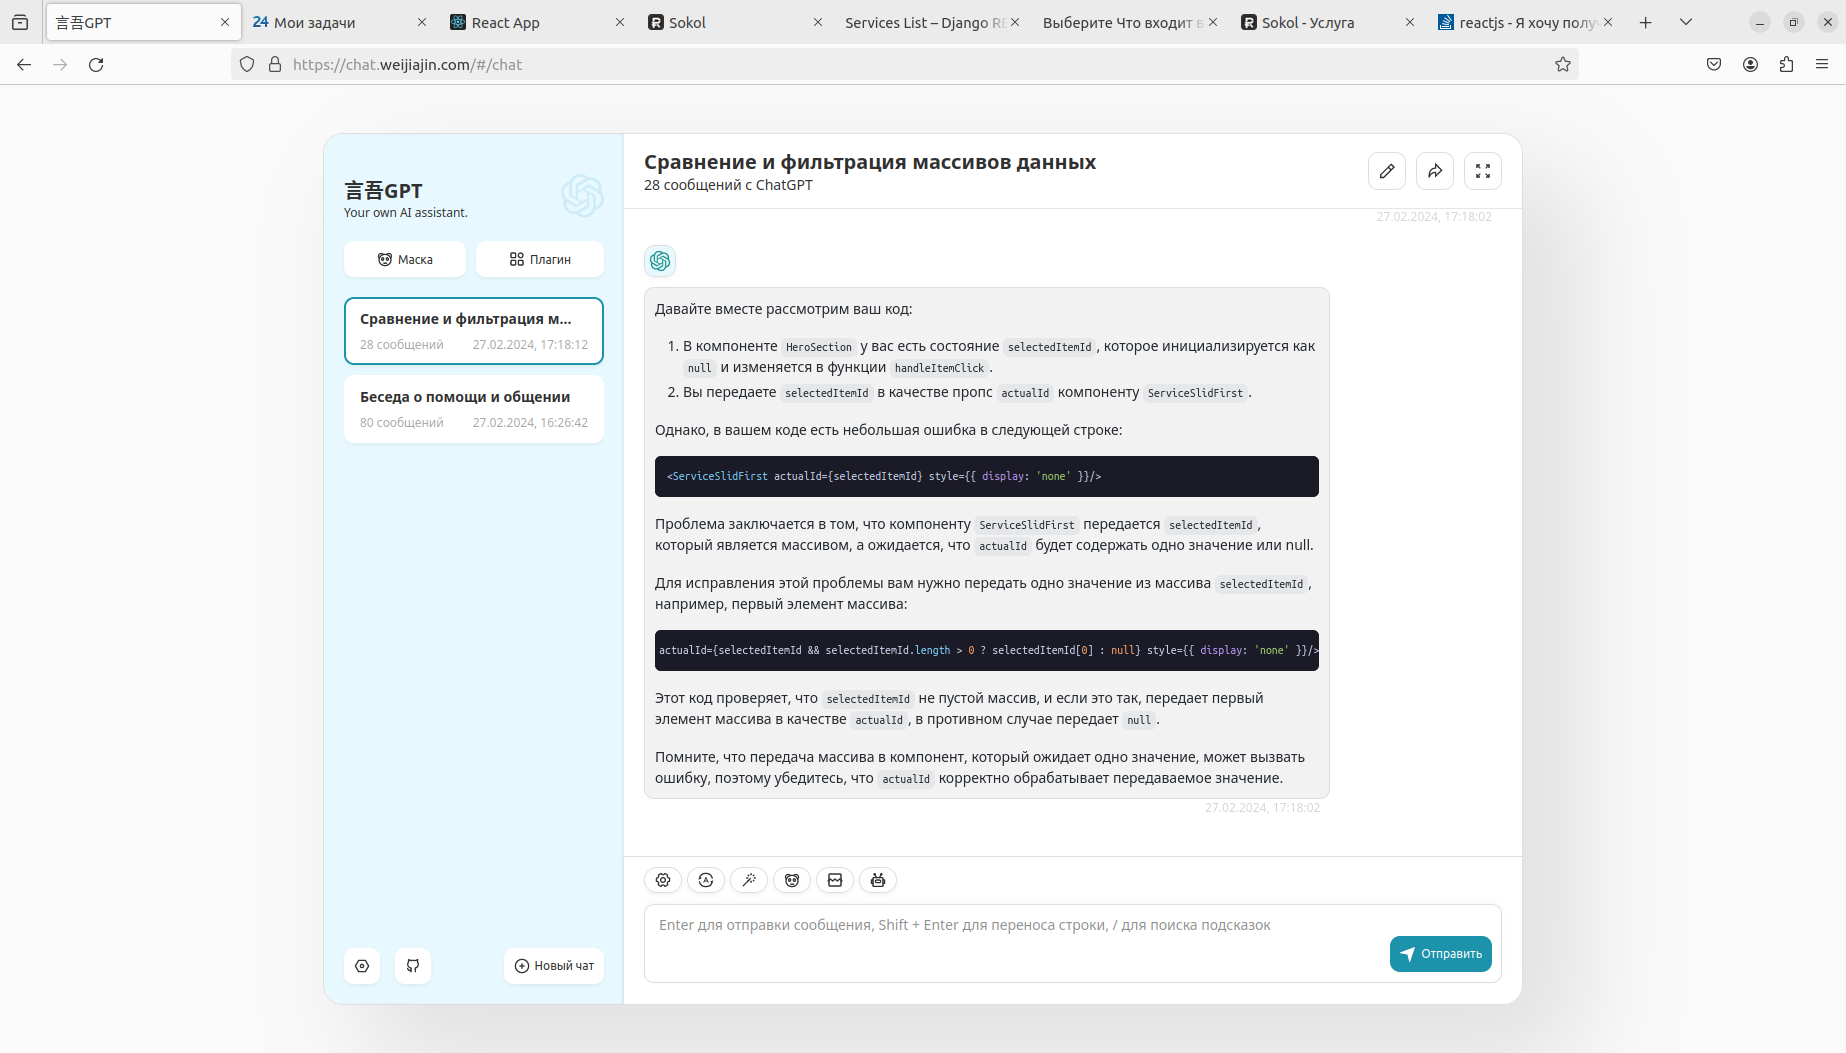 言吾GPT
24 Мои задачи
React App
Sokol
Services List – Django RE
Выберите Что входит в
Sokol - Услуга
reactjs - Я хочу полу
https://chat.weijiajin.com/#/chat
言吾GPT
Your own AI assistant.
Маска
Плагин
Сравнение и фильтрация м...
28 сообщений
27.02.2024, 17:18:12
Беседа о помощи и общении
80 сообщений
27.02.2024, 16:26:42
Новый чат
Сравнение и фильтрация массивов данных
28 сообщений с ChatGPT
27.02.2024, 17:18:02
Давайте вместе рассмотрим ваш код:
1. В компоненте HeroSection у вас есть состояние selectedItemId, которое инициализируется как
null и изменяется в функции handleItemClick.
2. Вы передаете selectedItemId в качестве пропс actualId компоненту ServiceSlidFirst.
Однако, в вашем коде есть небольшая ошибка в следующей строке:
<ServiceSlidFirst actualId={selectedItemId} style={{ display: 'none' }}/>
Проблема заключается в том, что компоненту ServiceSlidFirst передается selectedItemId,
который является массивом, а ожидается, что actualId будет содержать одно значение или null.
Для исправления этой проблемы вам нужно передать одно значение из массива selectedItemId,
например, первый элемент массива:
actualId={selectedItemId && selectedItemId.length > 0 ? selectedItemId[0] : null} style={{ display: 'none' }}/>
Этот код проверяет, что selectedItemId не пустой массив, и если это так, передает первый
элемент массива в качестве actualId, в противном случае передает null.
Помните, что передача массива в компонент, который ожидает одно значение, может вызвать
ошибку, поэтому убедитесь, что actualId корректно обрабатывает передаваемое значение.
27.02.2024, 17:18:02
Enter для отправки сообщения, Shift + Enter для переноса строки, / для поиска подсказок
Отправить